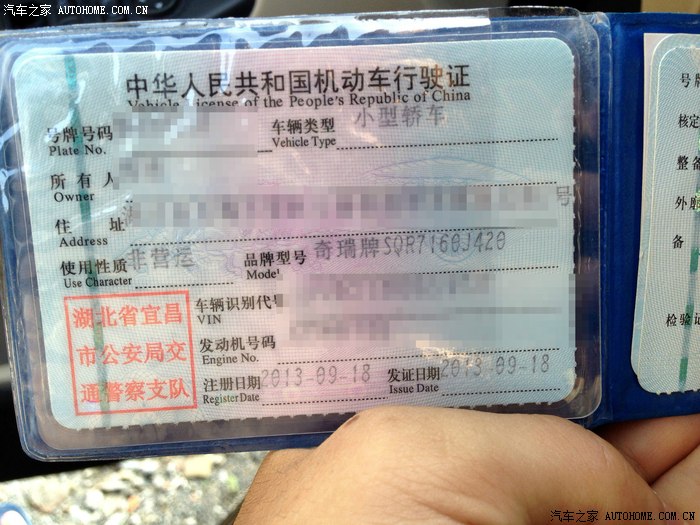 汽车之家 AUTOHOME.COM.CN
中华人民共和国机动车行驶证
Vehicle License of the People's Republic of China
号牌号码
Plate No.
车辆类型 小型轿车
Vehicle Type
所有人
Owner
住址 号
Address
使用性质 非营运
Use Character
品牌型号 奇瑞牌SQR7160J420
Model
湖北省宜昌
市公安局交
通警察支队
车辆识别代号
VIN
发动机号码
Engine No.
注册日期 2013-09-18
Register Date
发证日期 2013-09-18
Issue Date
号牌
核定
整备
外廓
备
检验记
汽车之家 AUTOHOME.COM.CN